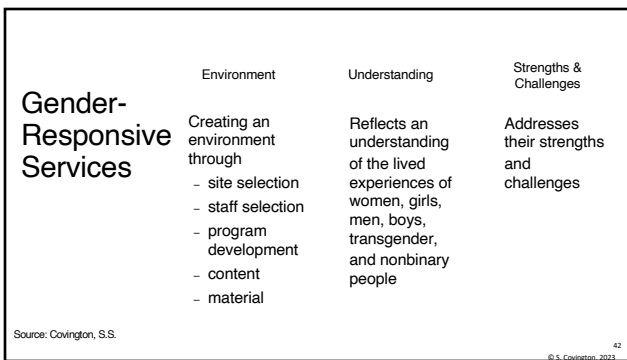 Gender-
Responsive
Services
Environment
Creating an
environment
through
– site selection
– staff selection
– program
development
– content
– material
Understanding
Reflects an
understanding
of the lived
experiences of
women, girls,
men, boys,
transgender,
and nonbinary
people
Strengths &
Challenges
Addresses
their strengths
and
challenges
Source: Covington, S.S.
42
© S. Covington, 2023